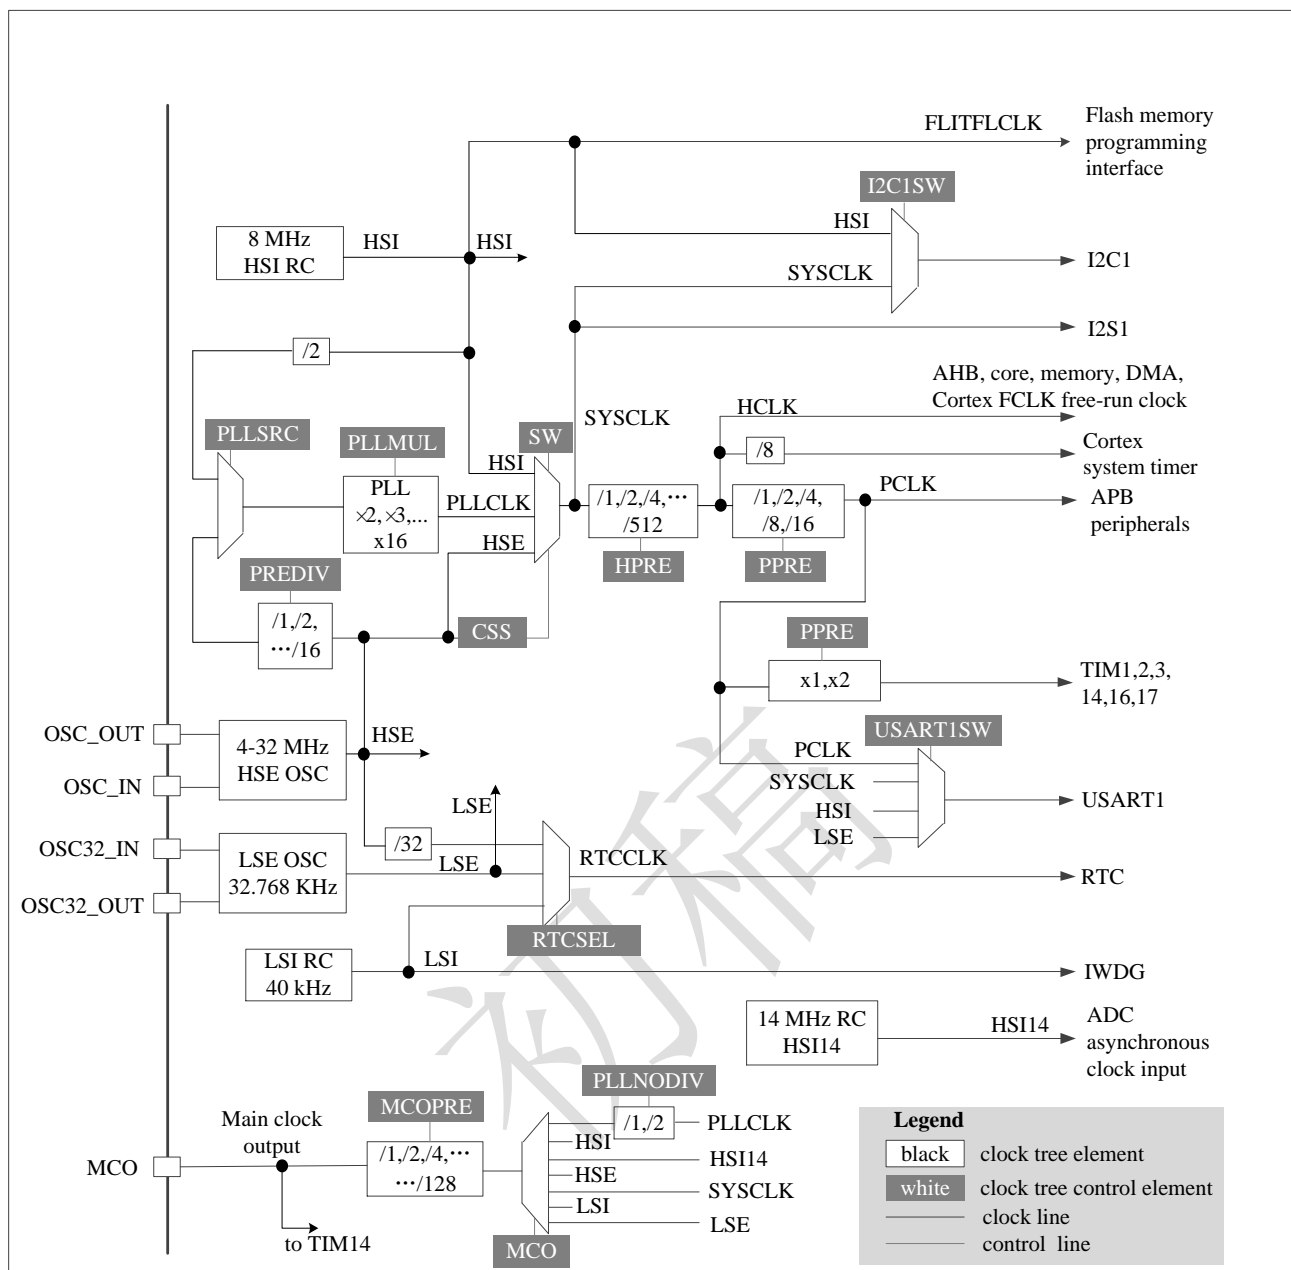 FLITFLCLK
Flash memory
programming
interface
I2C1SW
8 MHz
HSI RC
HSI
HSI
HSI
SYSCLK
I2C1
I2S1
/2
AHB, core, memory, DMA,
Cortex FCLK free-run clock
HCLK
SYSCLK
/8
Cortex
system timer
PLLSRC
PLLMUL
SW
HSI
PLL
×2, ×3,...
x16
PLLCLK
HSE
/1,/2,/4,···
/512
HPRE
/1,/2,/4,
/8,/16
PPRE
PCLK
APB
peripherals
PREDIV
/1,/2,
···/16
CSS
PPRE
x1,x2
TIM1,2,3,
14,16,17
OSC_OUT
OSC_IN
4-32 MHz
HSE OSC
HSE
USART1SW
PCLK
SYSCLK
HSI
LSE
USART1
OSC32_IN
OSC32_OUT
LSE OSC
32.768 KHz
LSE
/32
LSE
RTCCLK
RTC
RTCSEL
LSI RC
40 kHz
LSI
IWDG
14 MHz RC
HSI14
HSI14
ADC
asynchronous
clock input
初稿
PLLNODIV
/1,/2
PLLCLK
MCO
Main clock
output
MCOPRE
/1,/2,/4,···
···/128
HSI
HSI14
HSE
SYSCLK
LSI
LSE
MCO
to TIM14
Legend
black
clock tree element
white
clock tree control element
clock line
control line